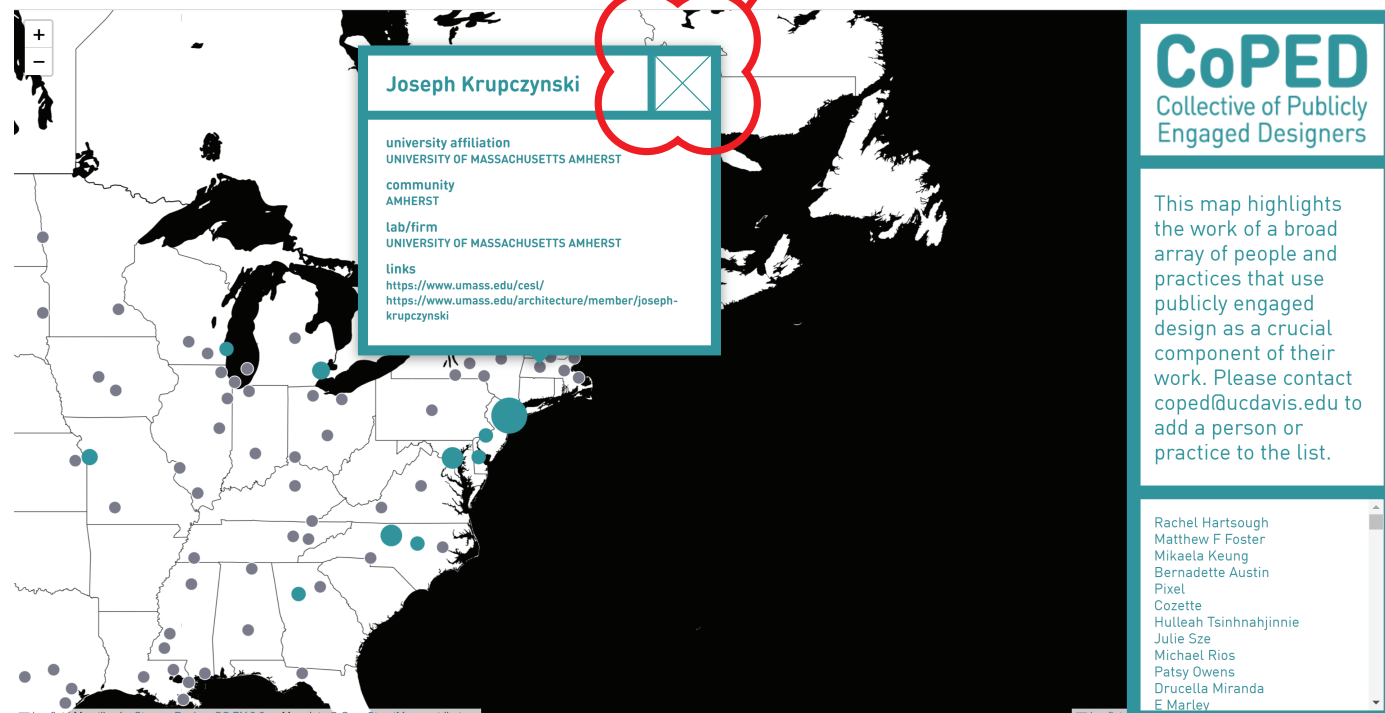 +
−
Joseph Krupczynski
university affiliation
UNIVERSITY OF MASSACHUSETTS AMHERST
community
AMHERST
lab/firm
UNIVERSITY OF MASSACHUSETTS AMHERST
links
https://www.umass.edu/cesl/
https://www.umass.edu/architecture/member/joseph-
krupczynski
CoPED
Collective of Publicly
Engaged Designers
This map highlights
the work of a broad
array of people and
practices that use
publicly engaged
design as a crucial
component of their
work. Please contact
coped@ucdavis.edu to
add a person or
practice to the list.
Rachel Hartsough
Matthew F Foster
Mikaela Keung
Bernadette Austin
Pixel
Cozette
Hulleah Tsinhnahjinnie
Julie Sze
Michael Rios
Patsy Owens
Drucella Miranda
E Marley